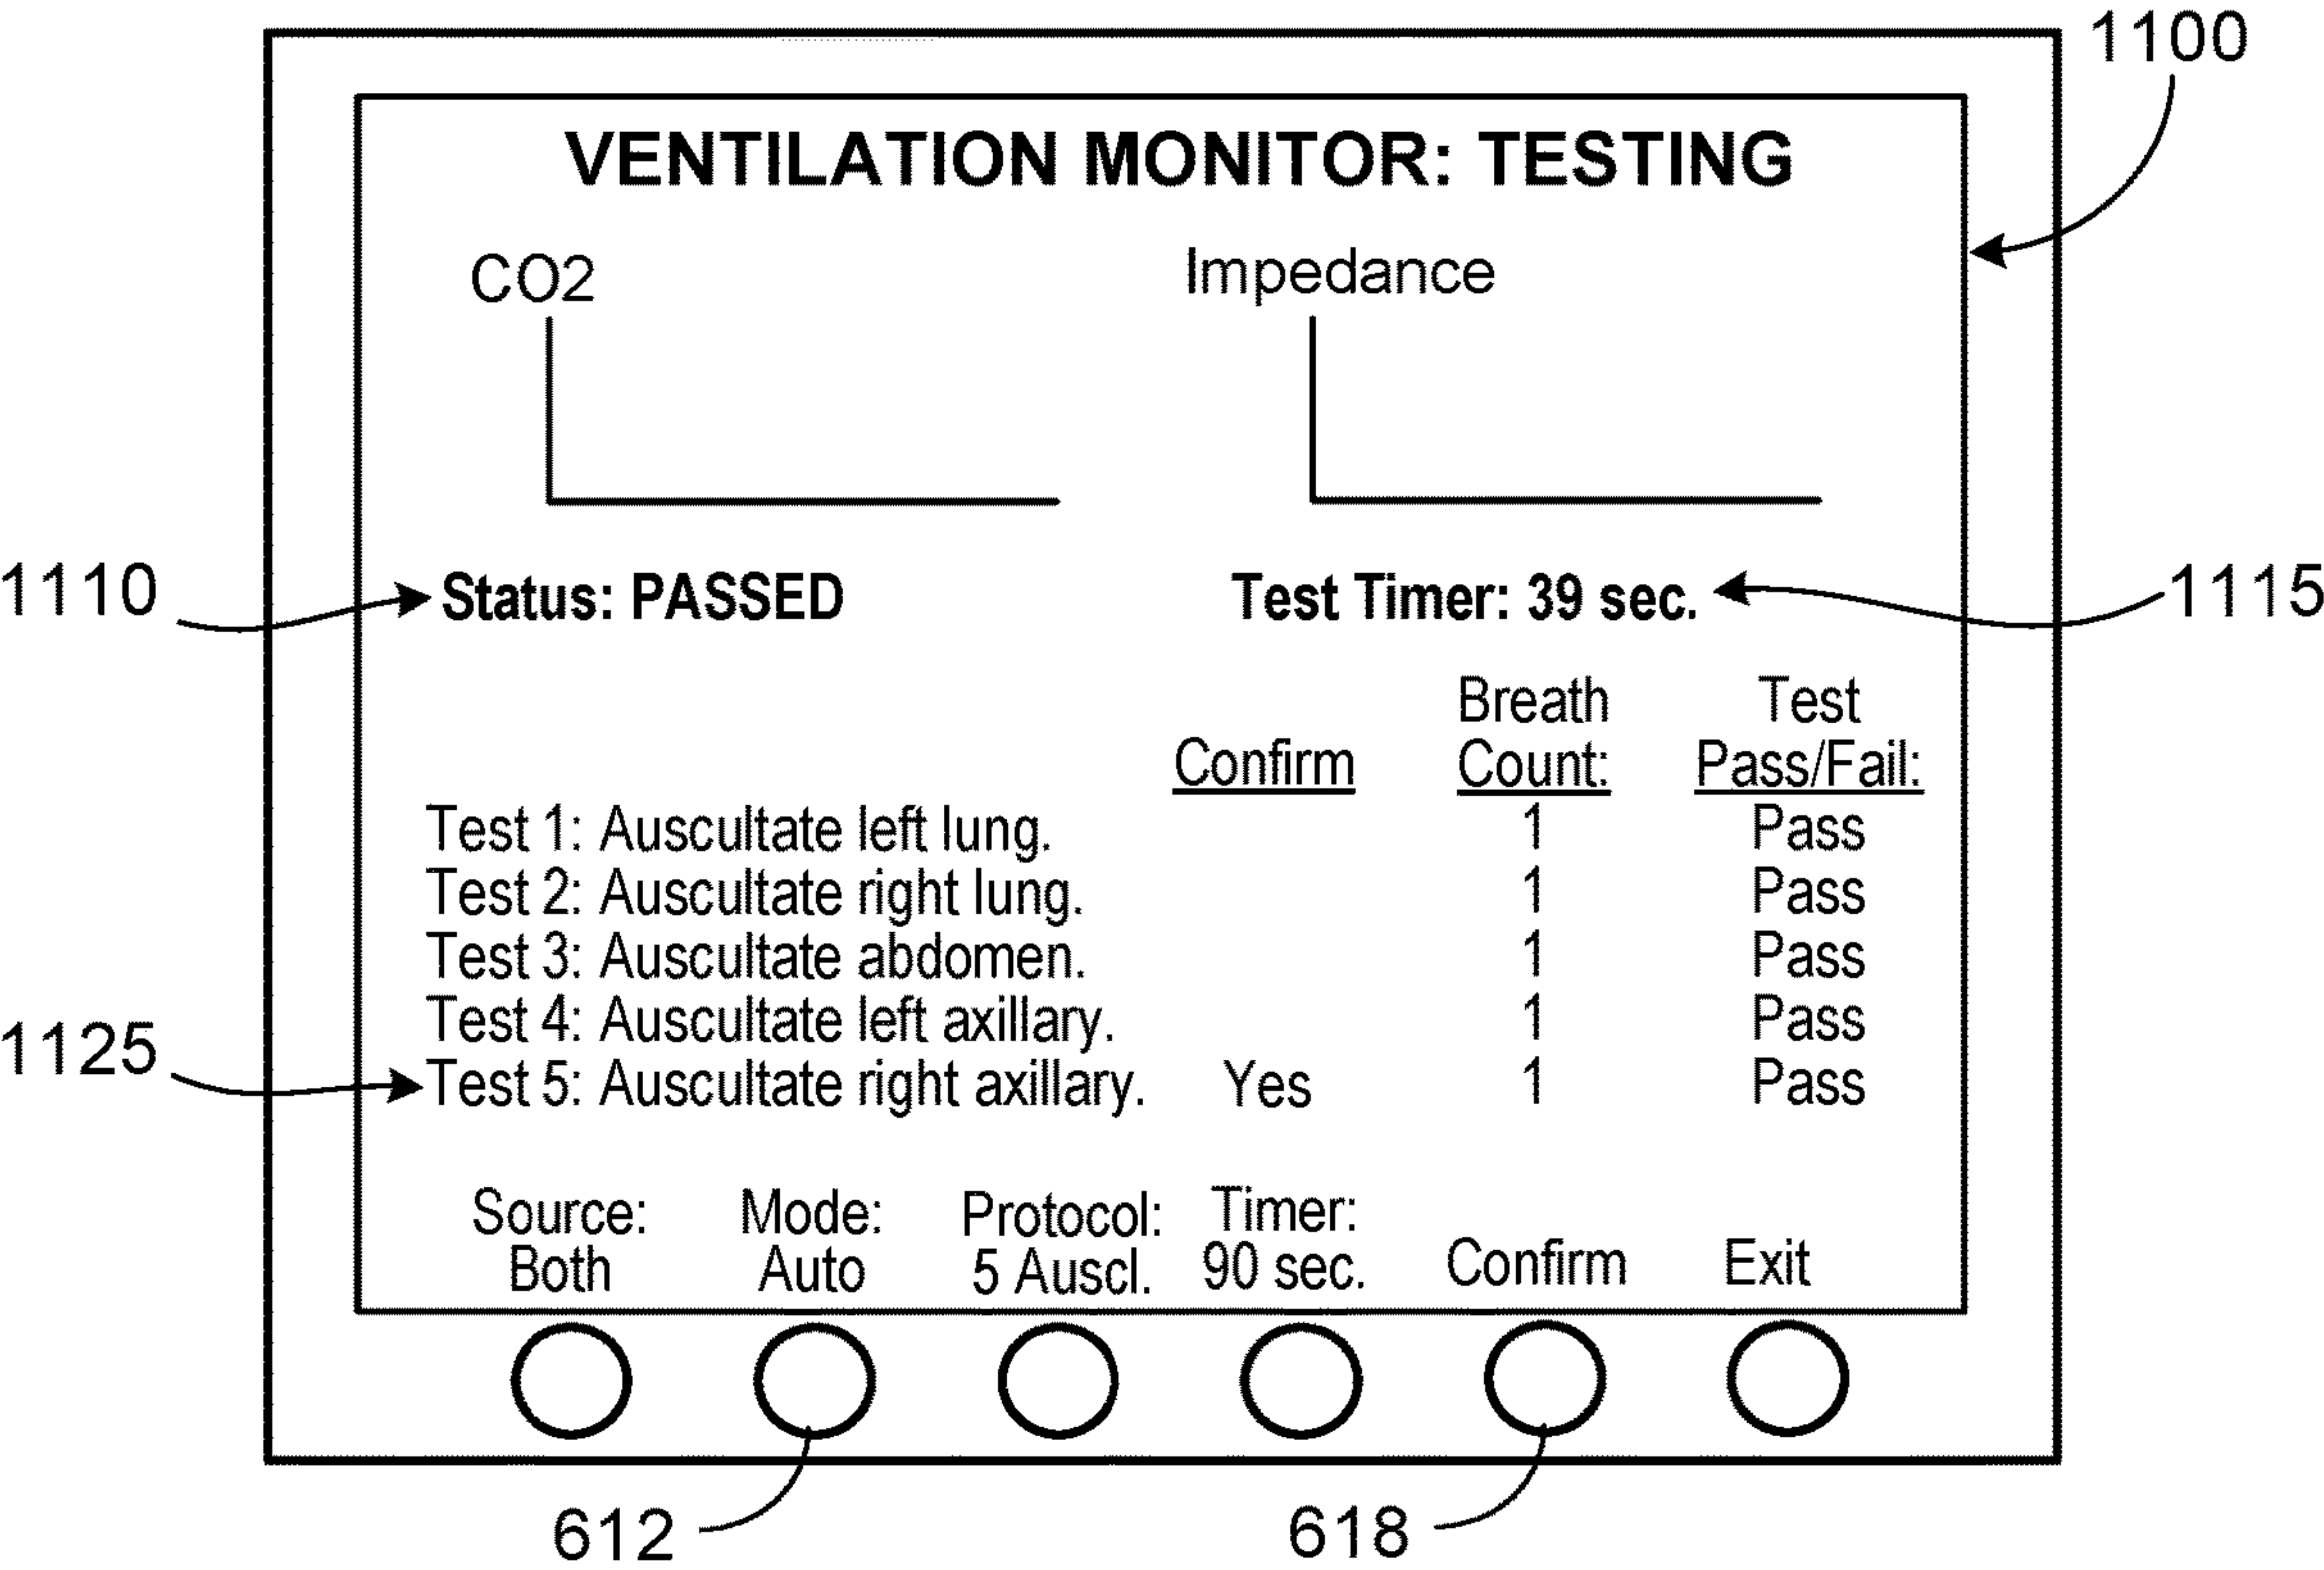 1100
VENTILATION MONITOR: TESTING
CO2
Impedance
1110
Status: PASSED
Test Timer: 39 sec.
1115
Breath Test
Confirm Count: Pass/Fail:
Test 1: Auscultate left lung. 1 Pass
Test 2: Auscultate right lung. 1 Pass
Test 3: Auscultate abdomen. 1 Pass
Test 4: Auscultate left axillary. 1 Pass
1125
Test 5: Auscultate right axillary. Yes 1 Pass
Source: Mode: Protocol: Timer:
Both Auto 5 Auscl. 90 sec. Confirm Exit
612
618